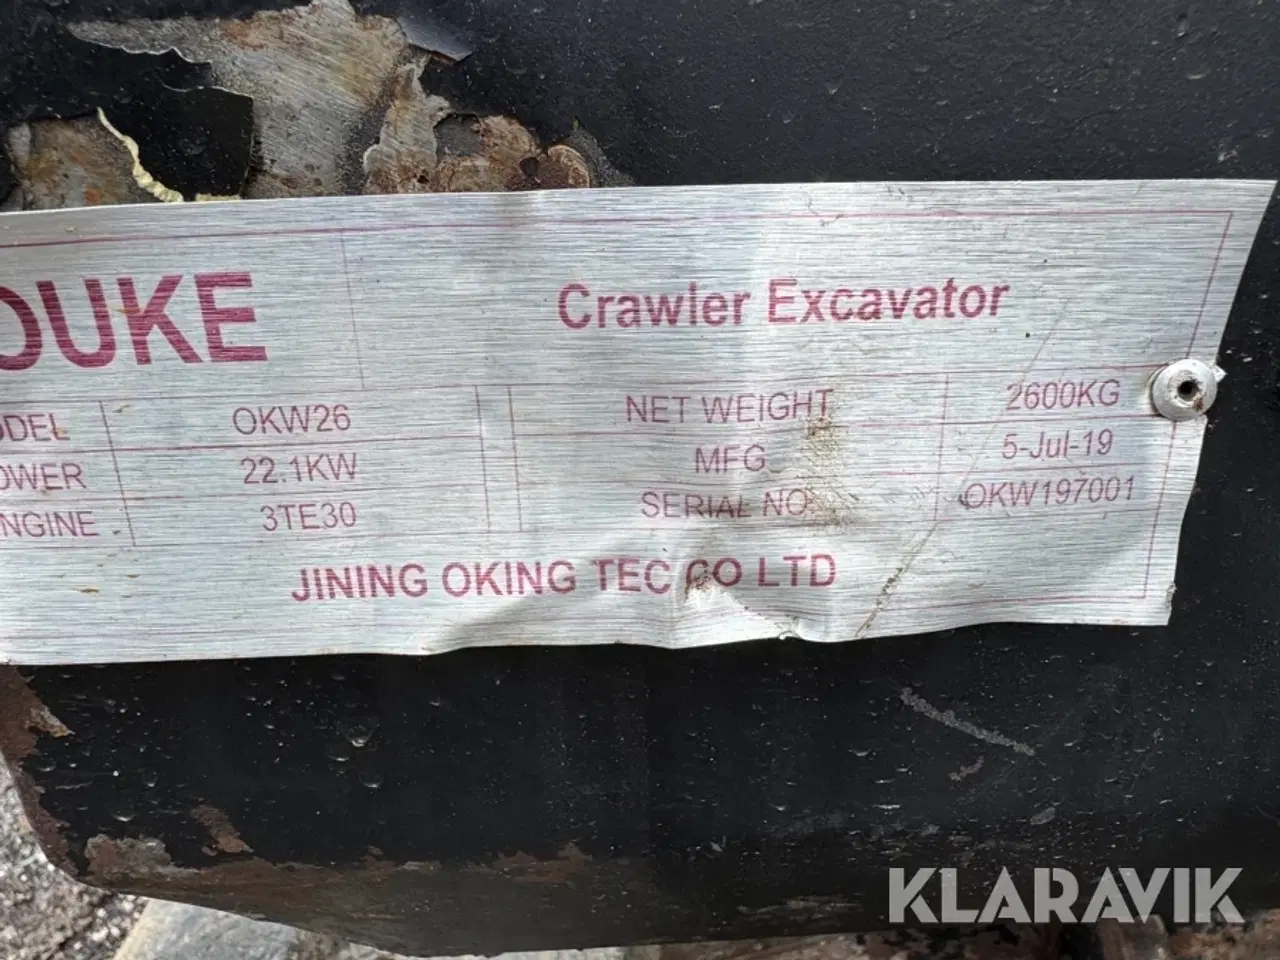 OUKE Crawler Excavator
ODEL OKW26 NET WEIGHT 2600KG
OWER 22.1KW MFG 5-Jul-19
NGINE 3TE30 SERIAL NO: OKW197001
JINING OKING TEC CO LTD
KLARAVIK